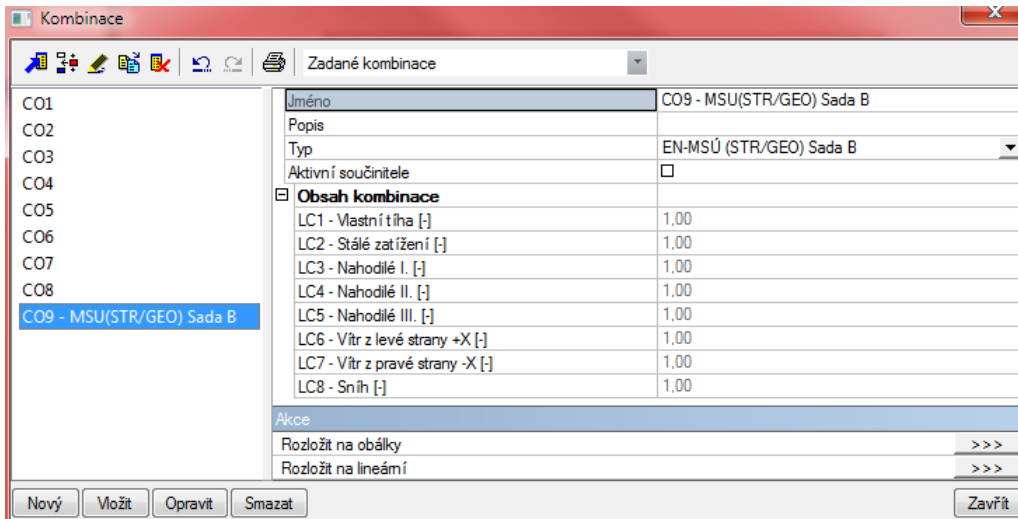 Kombinace
Zadané kombinace
CO1
CO2
CO3
CO4
CO5
CO6
CO7
CO8
CO9 - MSU(STR/GEO) Sada B
Jméno CO9 - MSU(STR/GEO) Sada B
Popis
Typ EN-MSÚ (STR/GEO) Sada B
Aktivní součinitele
Obsah kombinace
LC1 - Vlastní tíha [-] 1,00
LC2 - Stálé zatížení [-] 1,00
LC3 - Nahodilé I. [-] 1,00
LC4 - Nahodilé II. [-] 1,00
LC5 - Nahodilé III. [-] 1,00
LC6 - Vítr z levé strany +X [-] 1,00
LC7 - Vítr z pravé strany -X [-] 1,00
LC8 - Sníh [-] 1,00
Akce
Rozložit na obálky >>>
Rozložit na lineární >>>
Nový Vložit Opravit Smazat Zavřít